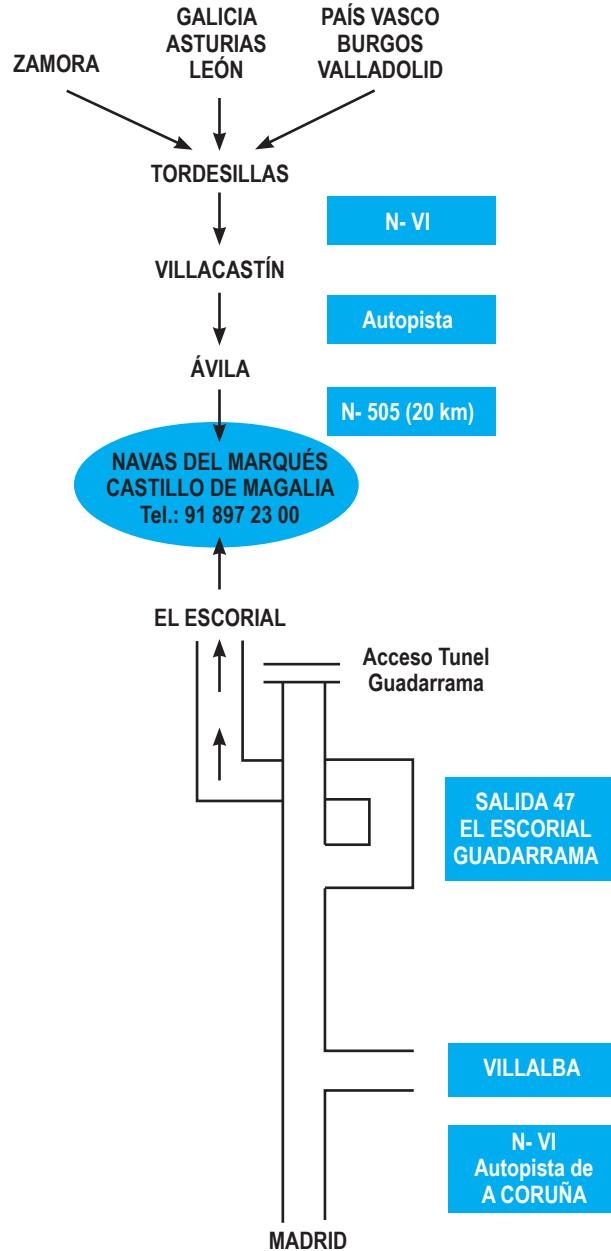 GALICIA
ASTURIAS
LEÓN
PAÍS VASCO
BURGOS
VALLADOLID
ZAMORA
TORDESILLAS
N- VI
VILLACASTÍN
Autopista
ÁVILA
N- 505 (20 km)
NAVAS DEL MARQUÉS
CASTILLO DE MAGALIA
Tel.: 91 897 23 00
EL ESCORIAL
Acceso Tunel
Guadarrama
SALIDA 47
EL ESCORIAL
GUADARRAMA
VILLALBA
N- VI
Autopista de
A CORUÑA
MADRID